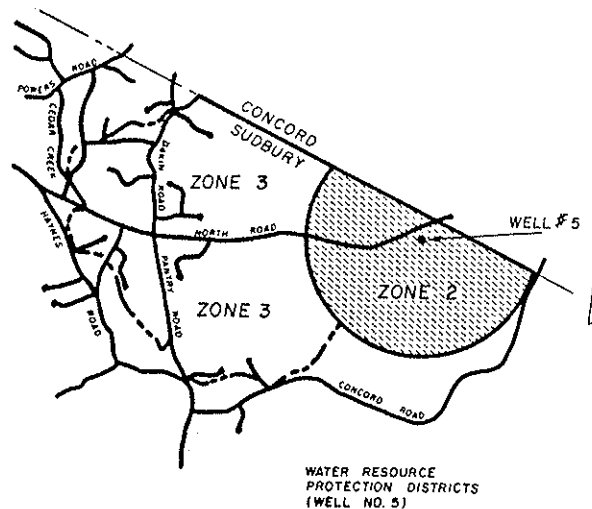 POWERS ROAD
CEDAR CREEK
CONCORD
SUDBURY
DAKIN ROAD
ZONE 3
HAYNES ROAD
NORTH ROAD
WELL #5
PANTRY ROAD
ZONE 3
ZONE 2
CONCORD ROAD
WATER RESOURCE
PROTECTION DISTRICTS
(WELL NO. 5)